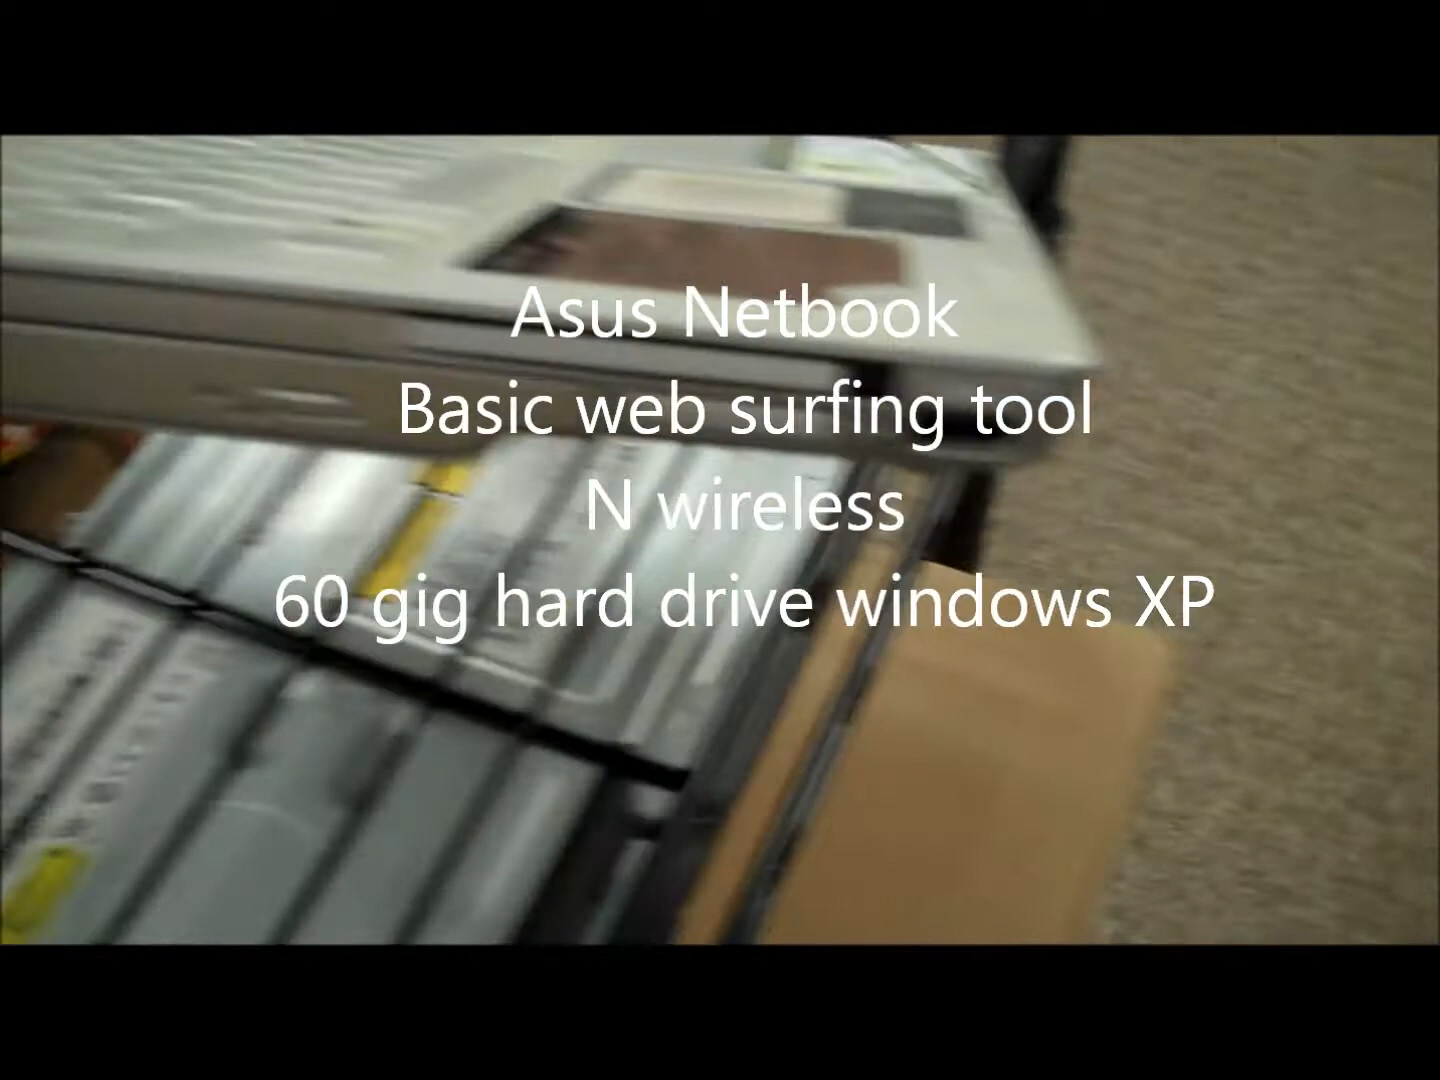 Asus Netbook
Basic web surfing tool
N wireless
60 gig hard drive windows XP